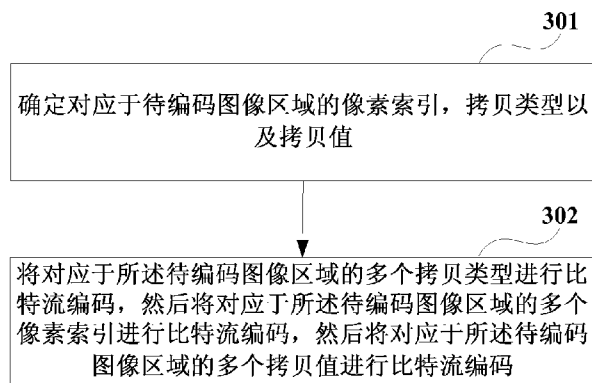 301
确定对应于待编码图像区域的像素索引，拷贝类型以
及拷贝值
302
将对应于所述待编码图像区域的多个拷贝类型进行比
特流编码，然后将对应于所述待编码图像区域的多个
像素索引进行比特流编码，然后将对应于所述待编码
图像区域的多个拷贝值进行比特流编码